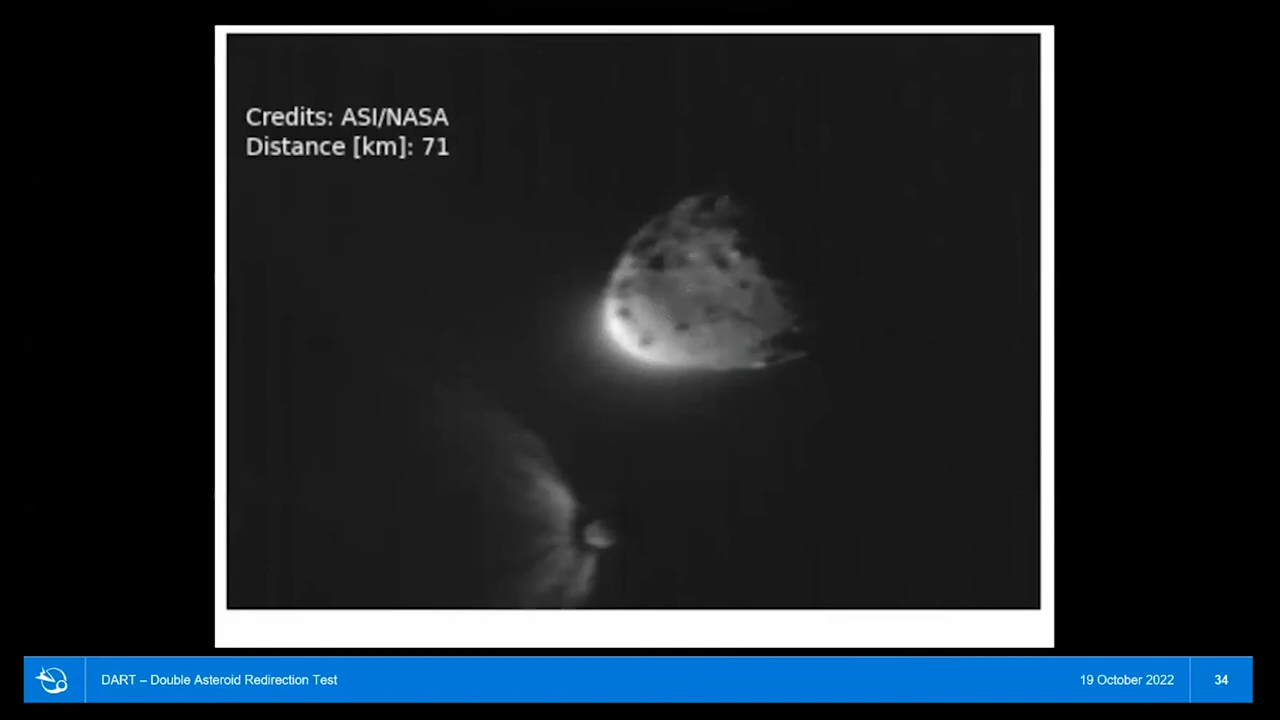 Credits: ASI/NASA
Distance [km]: 71
DART – Double Asteroid Redirection Test
19 October 2022
34